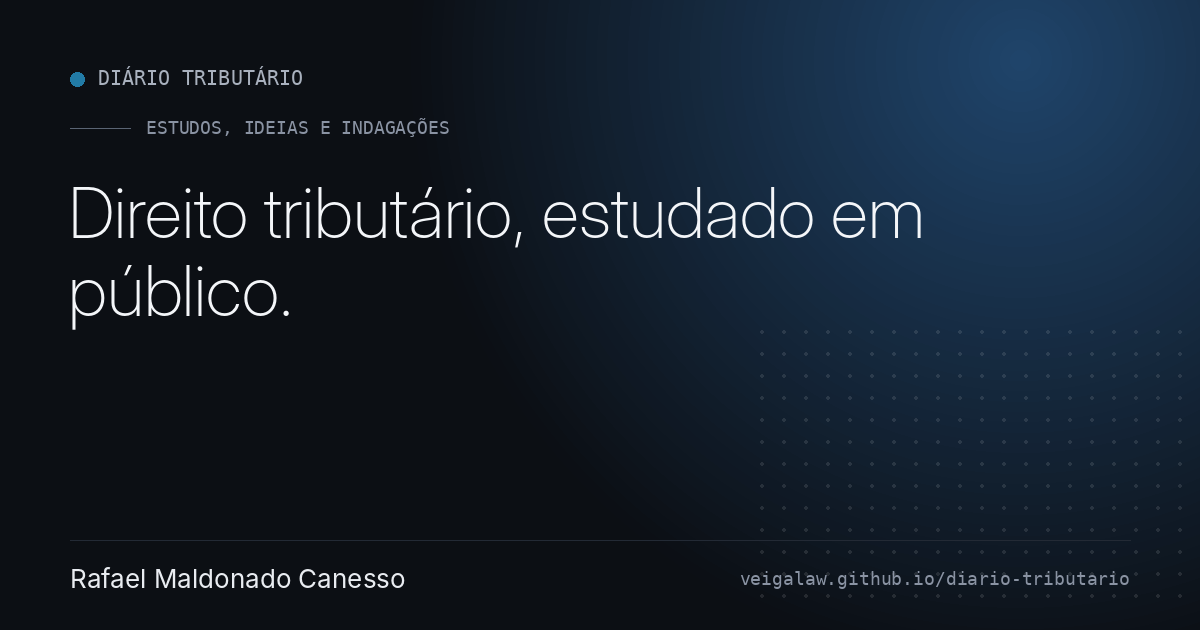 DIÁRIO TRIBUTÁRIO
ESTUDOS, IDEIAS E INDAGAÇÕES
Direito tributário, estudado em
público.
Rafael Maldonado Canesso
veigalaw.github.io/diario-tributario